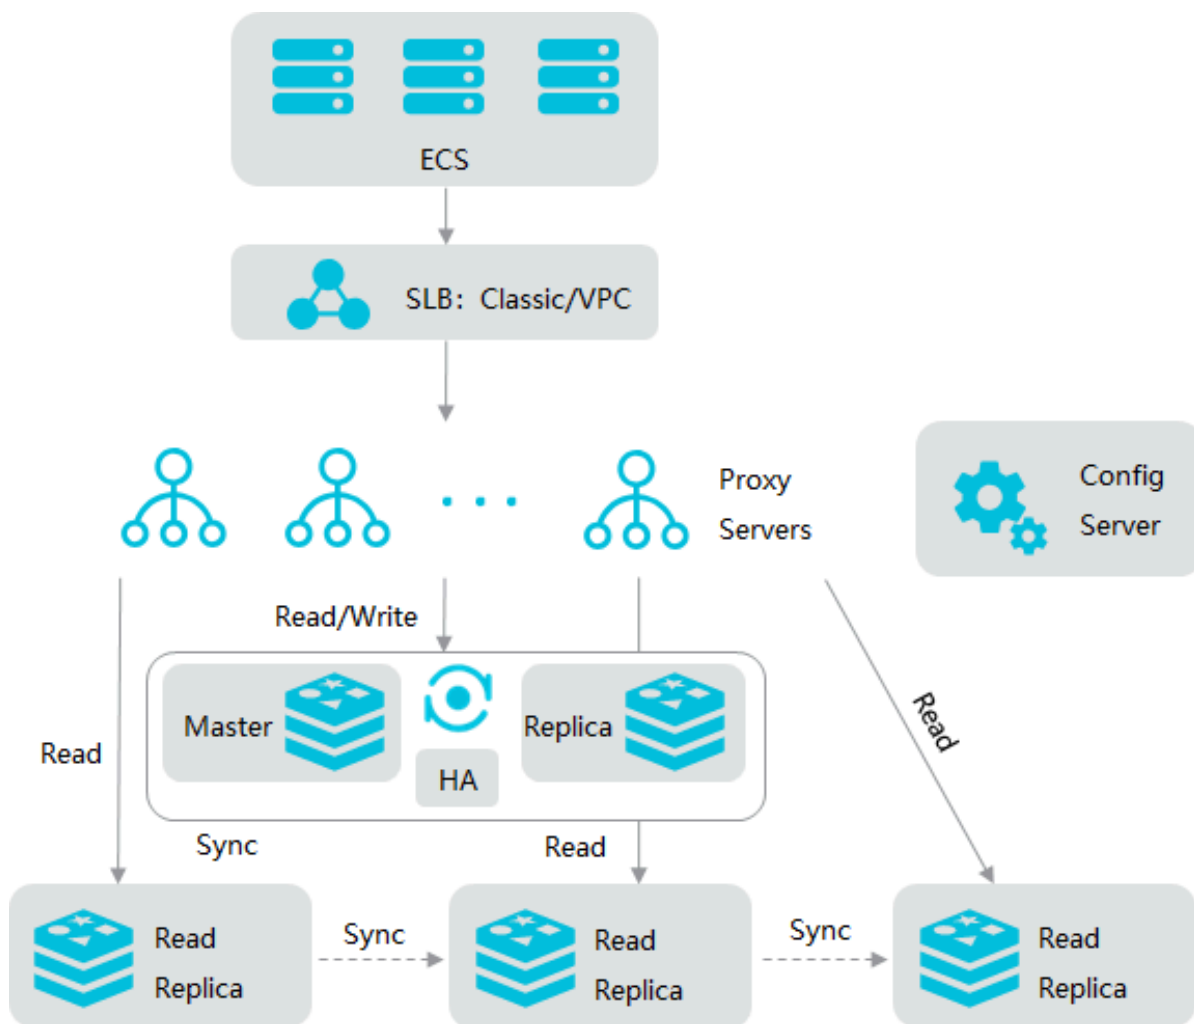 ECS
SLB: Classic/VPC
Proxy
Servers
Config
Server
Read/Write
Master
HA
Replica
Read
Read
Sync
Read
Read
Replica
Sync
Read
Replica
Sync
Read
Replica